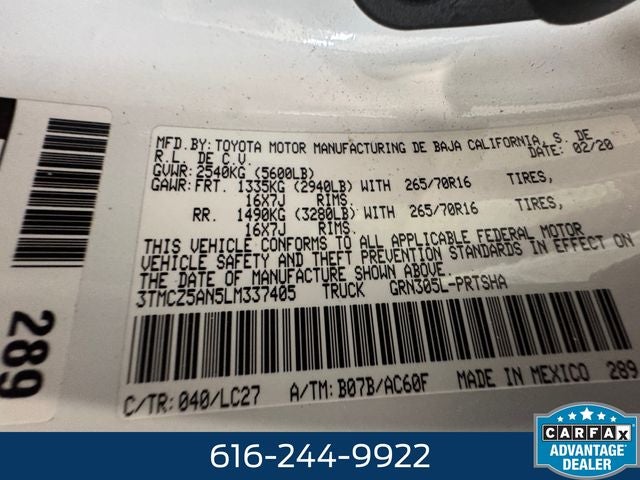 MFD.BY: TOYOTA MOTOR MANUFACTURING DE BAJA CALIFORNIA, S. DE
R.L. DE C.V. DATE: 02/20
GVWR: 2540KG (5600LB)
GAWR: FRT. 1335KG (2940LB) WITH 265/70R16 TIRES,
16X7J RIMS
RR. 1490KG (3280LB) WITH 265/70R16 TIRES,
16X7J RIMS
THIS VEHICLE CONFORMS TO ALL APPLICABLE FEDERAL MOTOR
VEHICLE SAFETY AND THEFT PREVENTION STANDARDS IN EFFECT ON
THE DATE OF MANUFACTURE SHOWN ABOVE.
3TMCZ5AN5LM337405 TRUCK GRN305L-PRTSHA
C/TR: 040/LC27 A/TM: B07B/AC60F MADE IN MEXICO 289
289
616-244-9922
CARFAX
ADVANTAGE
DEALER